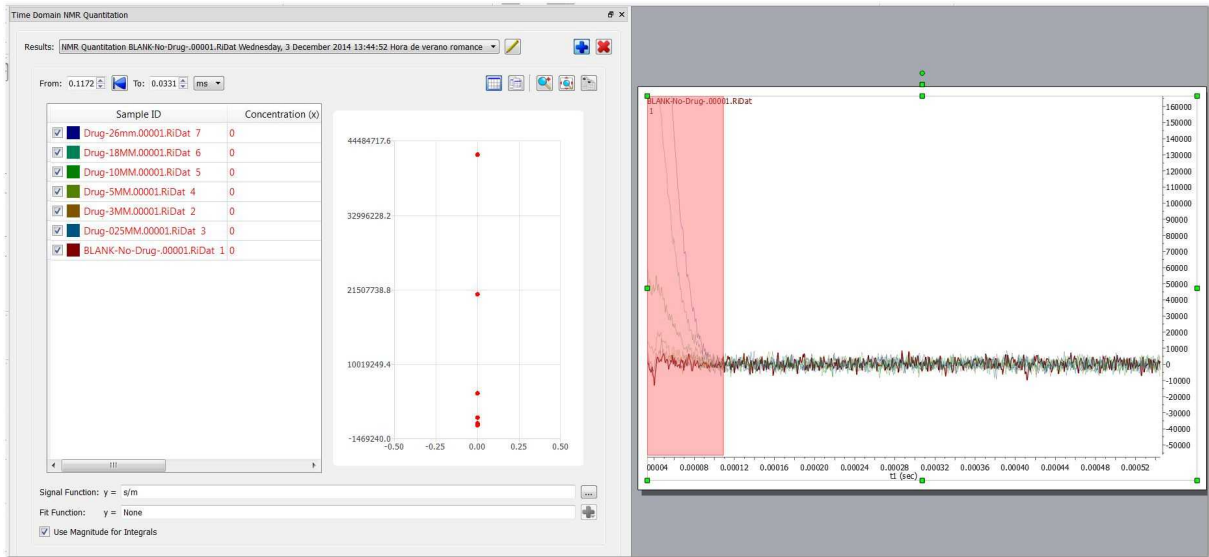 Time Domain NMR Quantitation
Results: NMR Quantitation BLANK-No-Drug-.00001.RiDat Wednesday, 3 December 2014 13:44:52 Hora de verano romance
From: 0.1172 To: 0.0331 ms
Sample ID Concentration (x)
Drug-26mm.00001.RiDat 7 0
Drug-18MM.00001.RiDat 6 0
Drug-10MM.00001.RiDat 5 0
Drug-5MM.00001.RiDat 4 0
Drug-3MM.00001.RiDat 2 0
Drug-025MM.00001.RiDat 3 0
BLANK-No-Drug-.00001.RiDat 1 0
44484717.6
32996228.2
21507738.8
10019249.4
-1469240.0
-0.50 -0.25 0.00 0.25 0.50
Signal Function: y = s/m
...
Fit Function: y = None
Use Magnitude for Integrals
BLANK-No-Drug-.00001.RiDat
1
160000
150000
140000
130000
120000
110000
100000
90000
80000
70000
60000
50000
40000
30000
20000
10000
0
-10000
-20000
-30000
-40000
-50000
00004 0.00008 0.00012 0.00016 0.00020 0.00024 0.00028 0.00032 0.00036 0.00040 0.00044 0.00048 0.00052
t1 (sec)